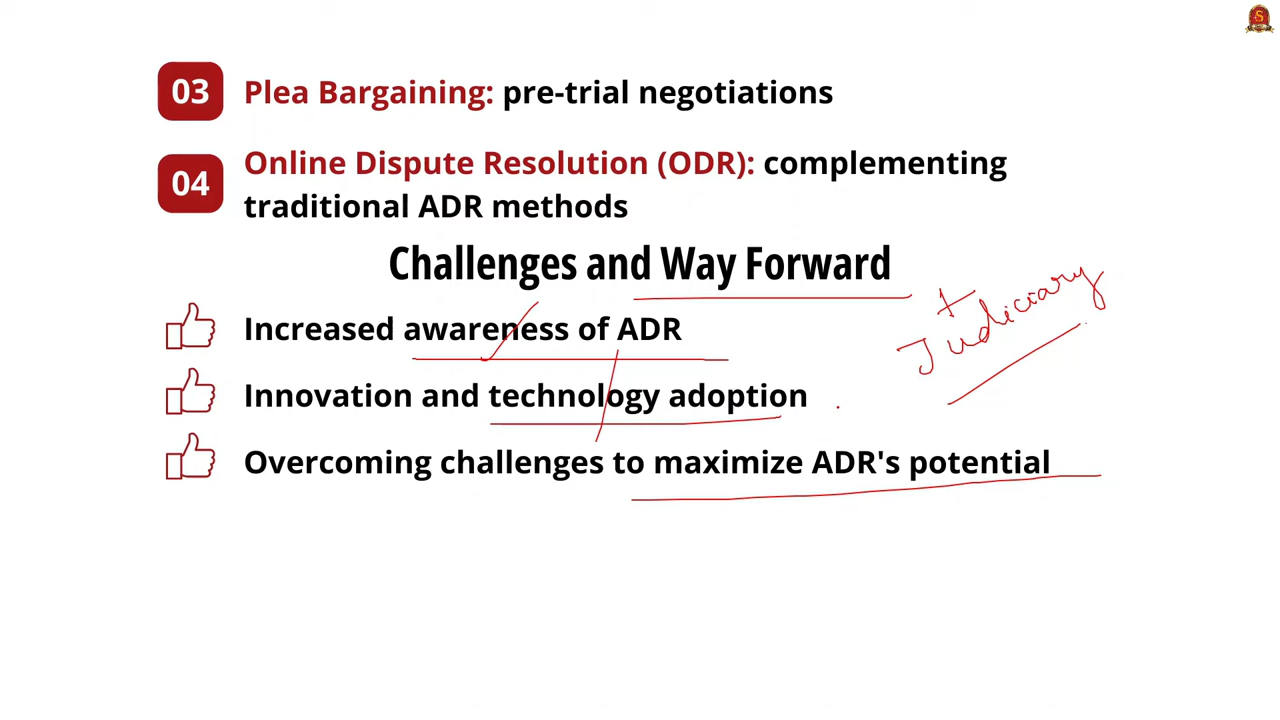 03 Plea Bargaining: pre-trial negotiations
04 Online Dispute Resolution (ODR): complementing
traditional ADR methods
Challenges and Way Forward
Increased awareness of ADR
+
Judiciary
Innovation and technology adoption
Overcoming challenges to maximize ADR's potential